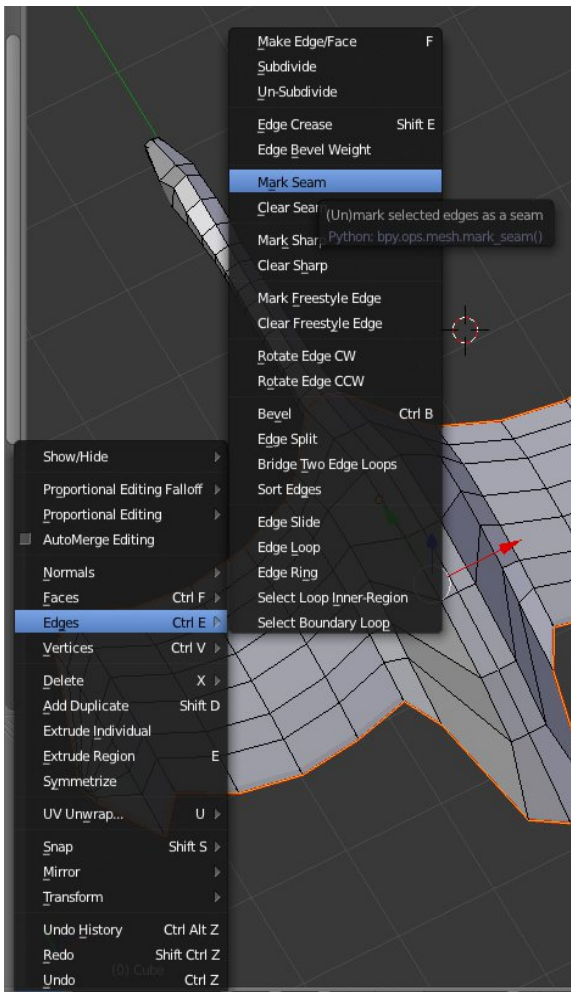 Make Edge/Face F
Subdivide
Un-Subdivide
Edge Crease Shift E
Edge Bevel Weight
Mark Seam
Clear Seam
(Un)mark selected edges as a seam
Python: bpy.ops.mesh.mark_seam()
Mark Shar
Clear Sharp
Mark Freestyle Edge
Clear Freestyle Edge
Rotate Edge CW
Rotate Edge CCW
Bevel Ctrl B
Edge Split
Bridge Two Edge Loops
Sort Edges
Edge Slide
Edge Loop
Edge Ring
Select Loop Inner-Region
Select Boundary Loop
Show/Hide
Proportional Editing Falloff
Proportional Editing
AutoMerge Editing
Normals
Faces Ctrl F
Edges Ctrl E
Vertices Ctrl V
Delete X
Add Duplicate Shift D
Extrude Individual
Extrude Region E
Symmetrize
UV Unwrap... U
Snap Shift S
Mirror
Transform
Undo History Ctrl Alt Z
Redo Shift Ctrl Z
(0) Cube
Undo Ctrl Z